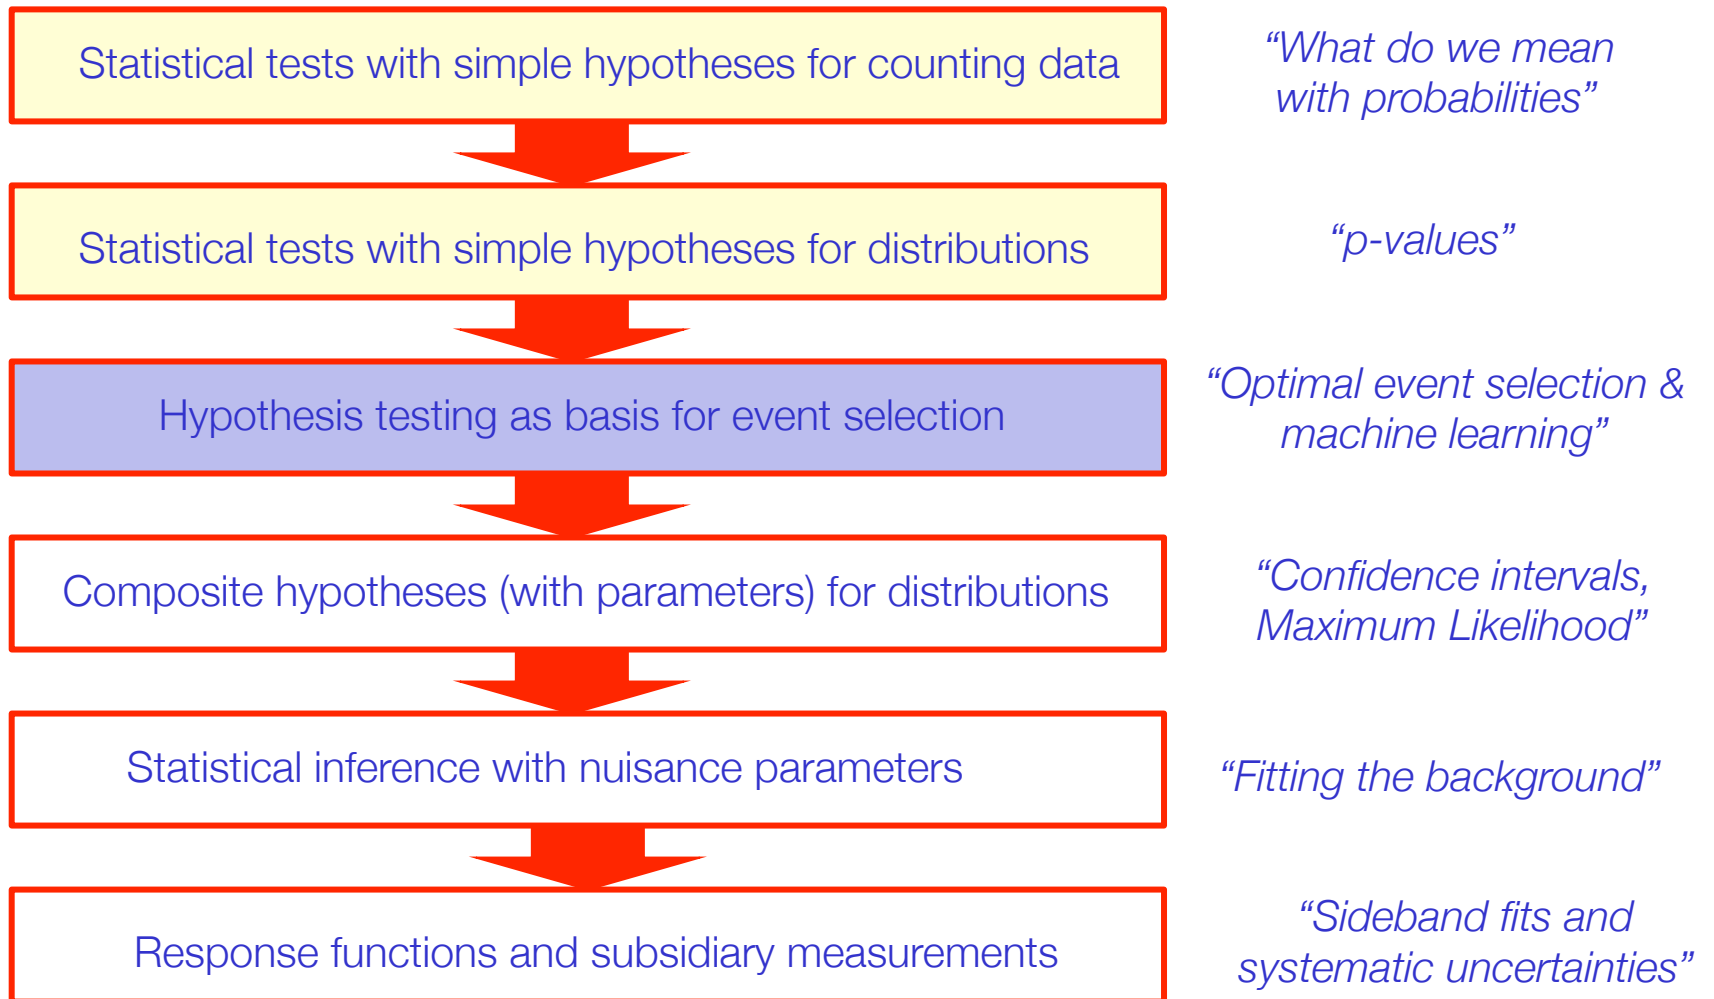 Statistical tests with simple hypotheses for counting data
“What do we mean
with probabilities”
Statistical tests with simple hypotheses for distributions
“p-values”
Hypothesis testing as basis for event selection
“Optimal event selection &
machine learning”
Composite hypotheses (with parameters) for distributions
“Confidence intervals,
Maximum Likelihood”
Statistical inference with nuisance parameters
“Fitting the background”
Response functions and subsidiary measurements
“Sideband fits and
systematic uncertainties”